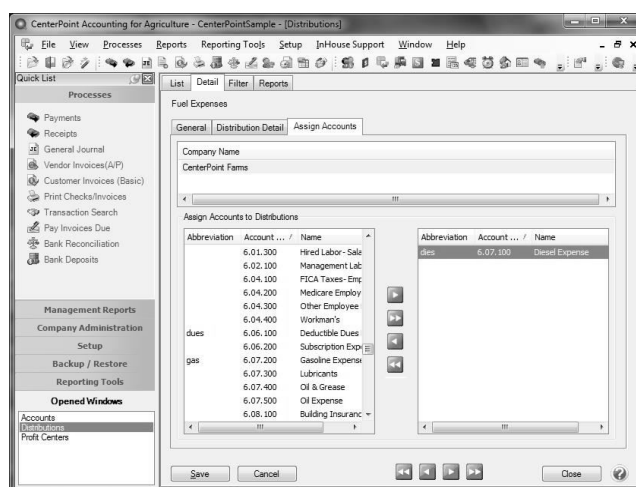 CenterPoint Accounting for Agriculture - CenterPointSample - [Distributions]
File View Processes Reports Reporting Tools Setup InHouse Support Window Help
Quick List
Processes
Payments
Receipts
General Journal
Vendor Invoices(A/P)
Customer Invoices (Basic)
Print Checks/Invoices
Transaction Search
Pay Invoices Due
Bank Reconciliation
Bank Deposits
Management Reports
Company Administration
Setup
Backup / Restore
Reporting Tools
Opened Windows
Accounts
Distributions
Profit Centers
List Detail Filter Reports
Fuel Expenses
General Distribution Detail Assign Accounts
Company Name
CenterPoint Farms
Assign Accounts to Distributions
Abbreviation Account ... / Name
6.01.300 Hired Labor - Sala
6.02.100 Management Lab
6.04.100 FICA Taxes- Emp
6.04.200 Medicare Employ
6.04.300 Other Employee
6.04.400 Workman's
dues 6.06.100 Deductible Dues
6.06.200 Subscription Expe
gas 6.07.200 Gasoline Expense
6.07.300 Lubricants
6.07.400 Oil & Grease
6.07.500 Oil Expense
6.08.100 Building Insuranc
Abbreviation Account ... / Name
dies 6.07.100 Diesel Expense
Save Cancel Close